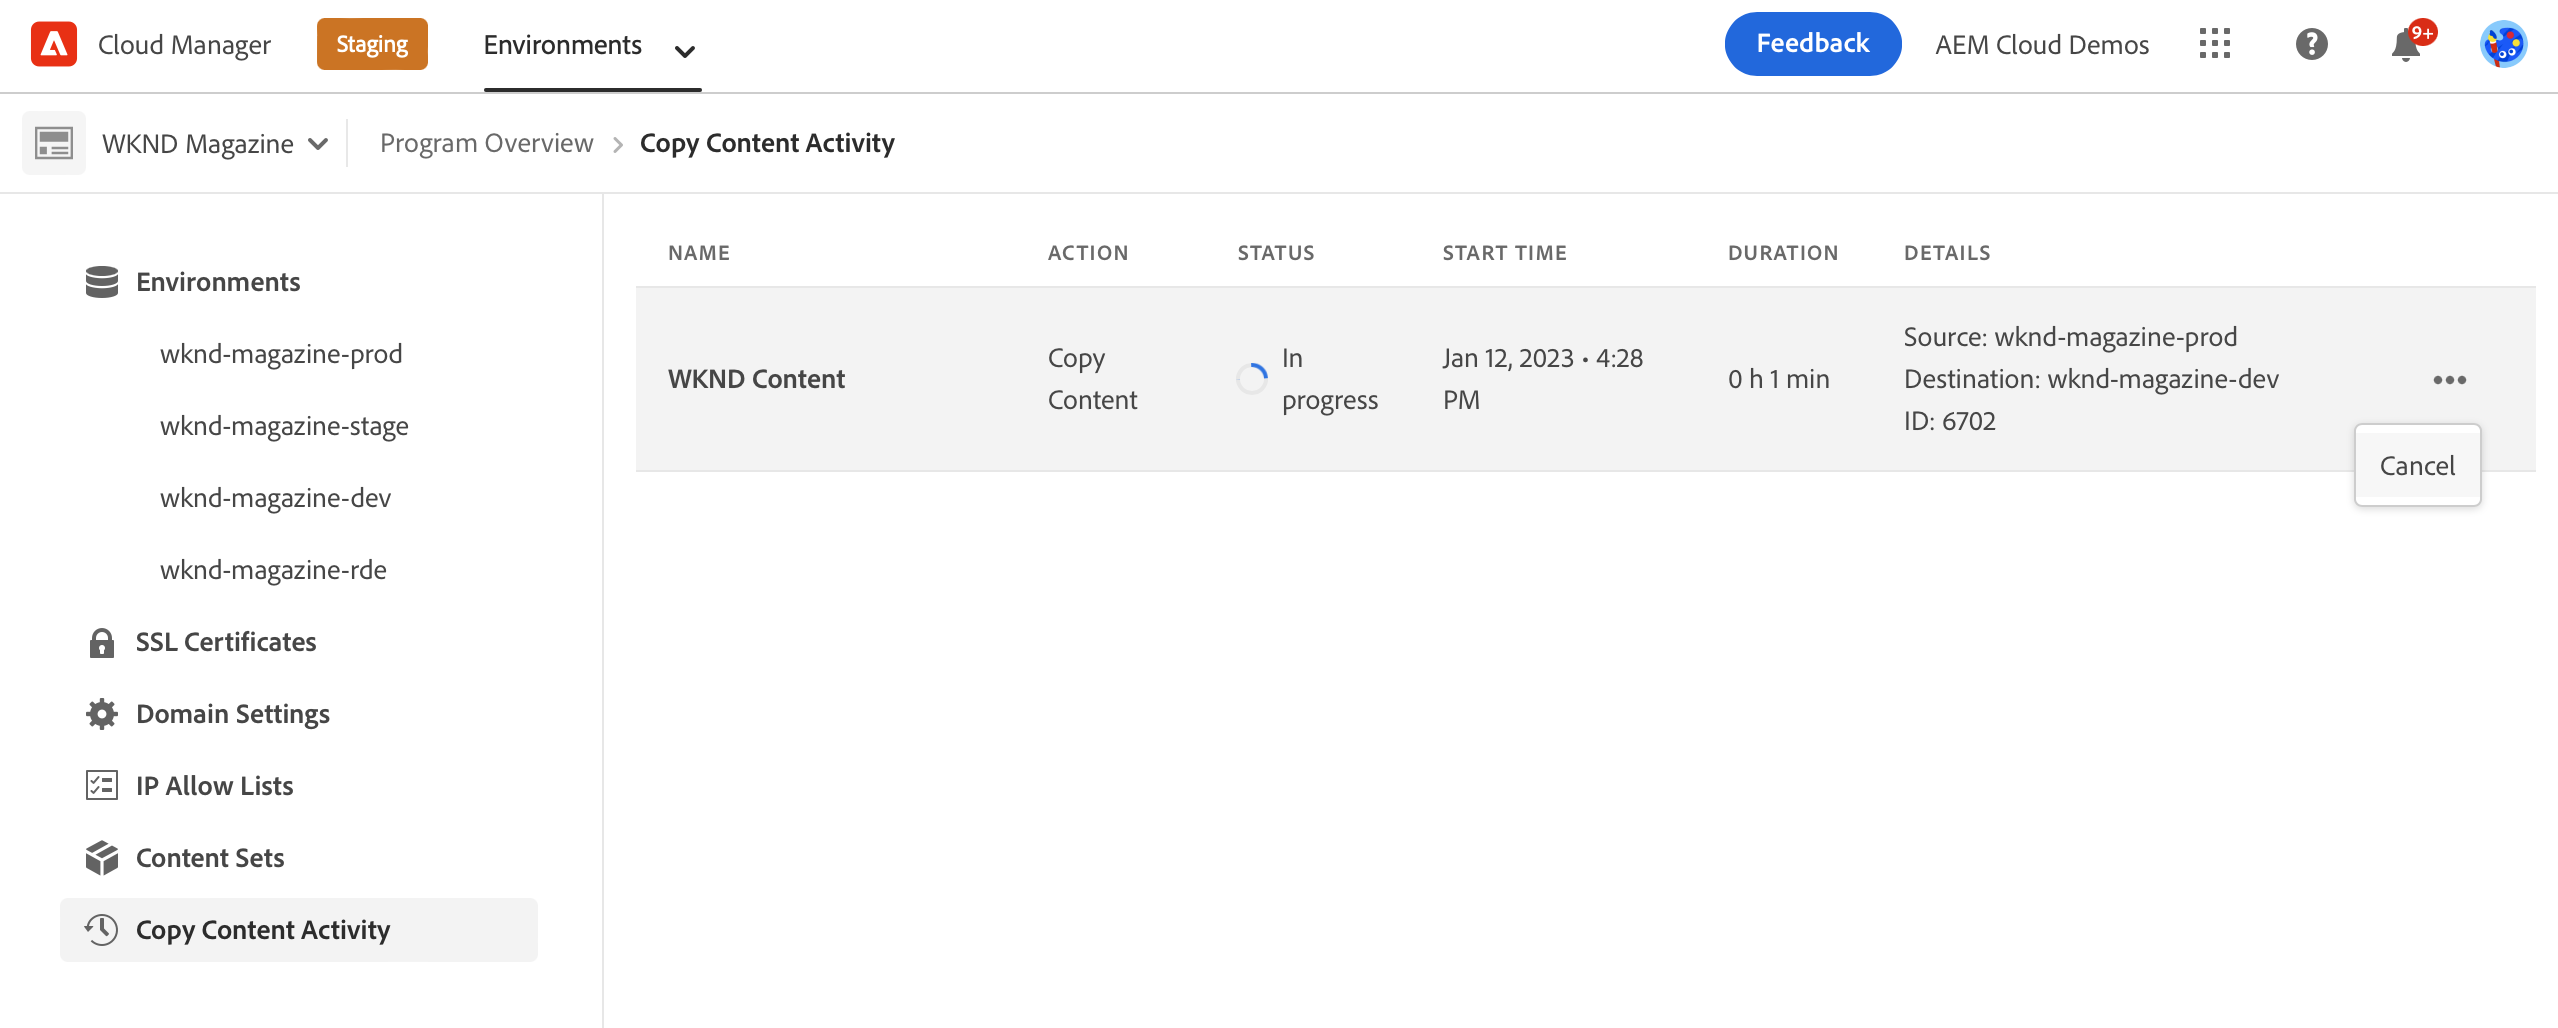 Cloud Manager
Staging
Environments
Feedback
AEM Cloud Demos
9+
WKND Magazine
Program Overview
Copy Content Activity
Environments
wknd-magazine-prod
wknd-magazine-stage
wknd-magazine-dev
wknd-magazine-rde
SSL Certificates
Domain Settings
IP Allow Lists
Content Sets
Copy Content Activity
NAME
ACTION
STATUS
START TIME
DURATION
DETAILS
WKND Content
Copy
Content
In
progress
Jan 12, 2023 • 4:28
PM
0 h 1 min
Source: wknd-magazine-prod
Destination: wknd-magazine-dev
ID: 6702
Cancel